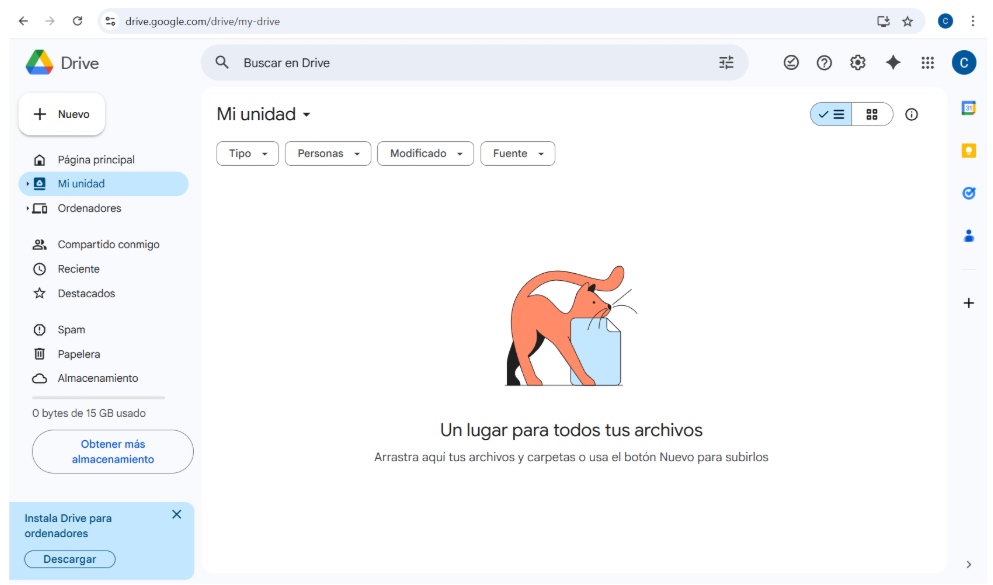 drive.google.com/drive/my-drive
C
Drive
Buscar en Drive
C
Nuevo
Página principal
Mi unidad
Ordenadores
Compartido conmigo
Reciente
Destacados
Spam
Papelera
Almacenamiento
0 bytes de 15 GB usado
Obtener más
almacenamiento
Instala Drive para
ordenadores
Descargar
Mi unidad
Tipo
Personas
Modificado
Fuente
Un lugar para todos tus archivos
Arrastra aquí tus archivos y carpetas o usa el botón Nuevo para subirlos
31